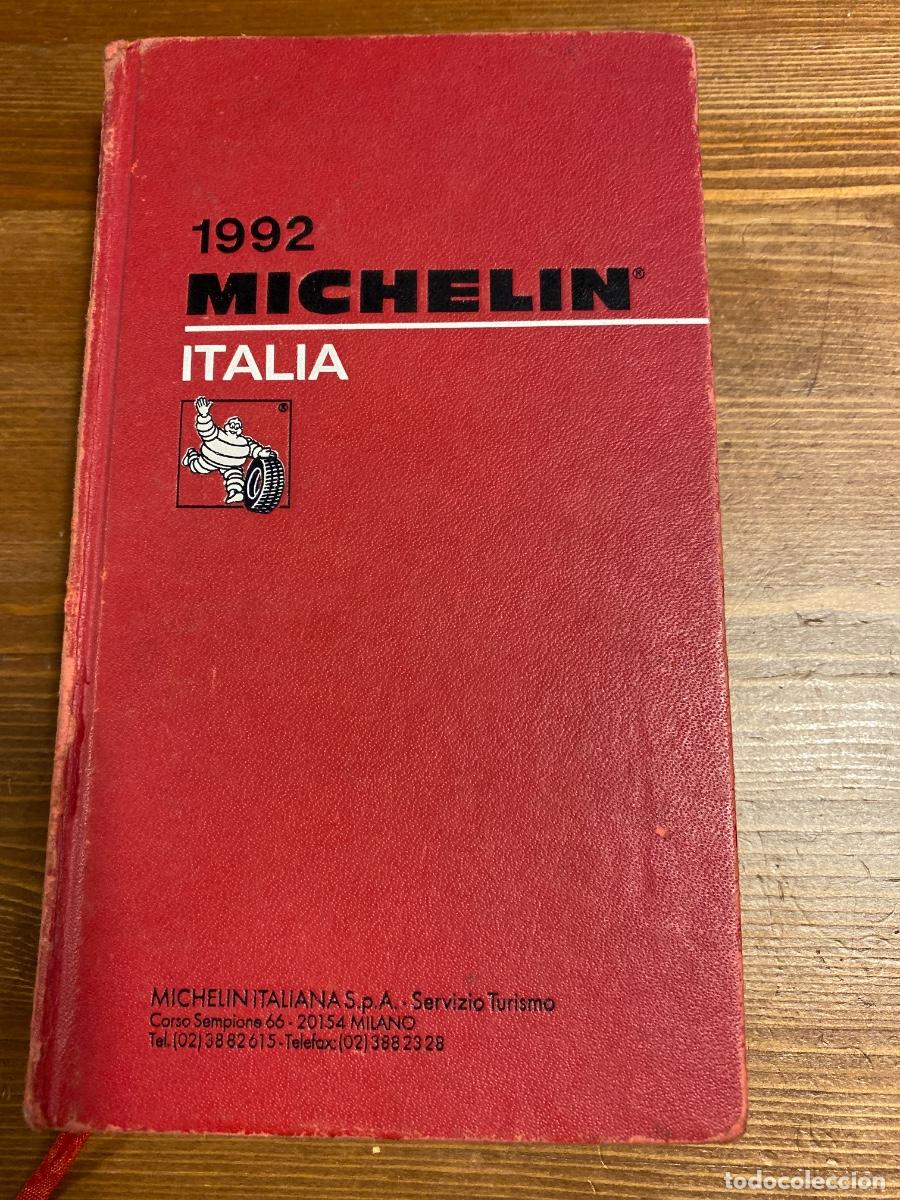 1992
MICHELIN®
ITALIA
®
MICHELIN ITALIANA S.p.A. - Servizio Turismo
Corso Sempione 66 - 20154 MILANO
Tel. (02) 38 82 615 - Telefax: (02) 388 23 28
todocoleccion